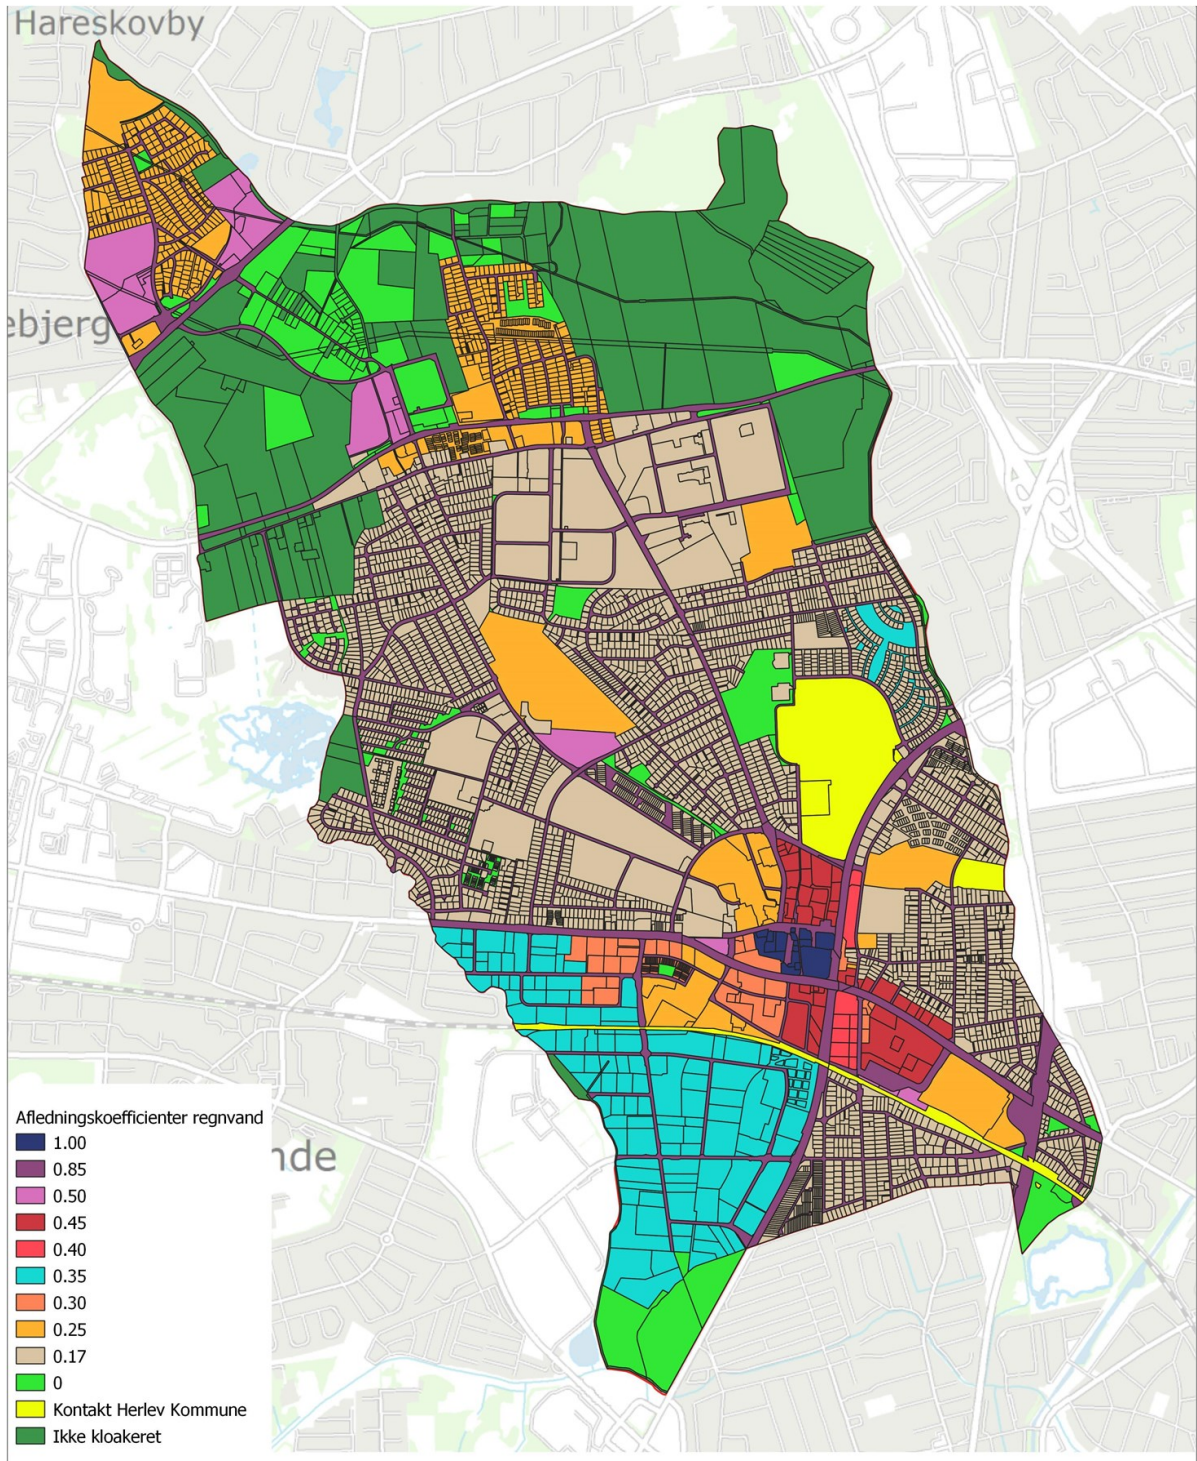 Hareskovby
ebjerg
nde
Afledningskoefficienter regnvand
1.00
0.85
0.50
0.45
0.40
0.35
0.30
0.25
0.17
0
Kontakt Herlev Kommune
Ikke kloakeret